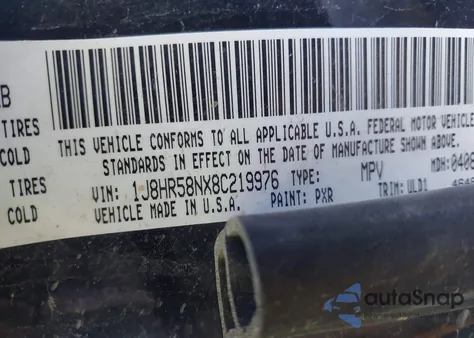 B
TIRES
COLD
TIRES
COLD
THIS VEHICLE CONFORMS TO ALL APPLICABLE U.S.A. FEDERAL MOTOR VEHICLE
STANDARDS IN EFFECT ON THE DATE OF MANUFACTURE SHOWN ABOVE.
VIN: 1J8HR58NX8C219976 TYPE: MPV MDH:
VEHICLE MADE IN U.S.A. PAINT: PXR TRIM: ULD1
autoSnap